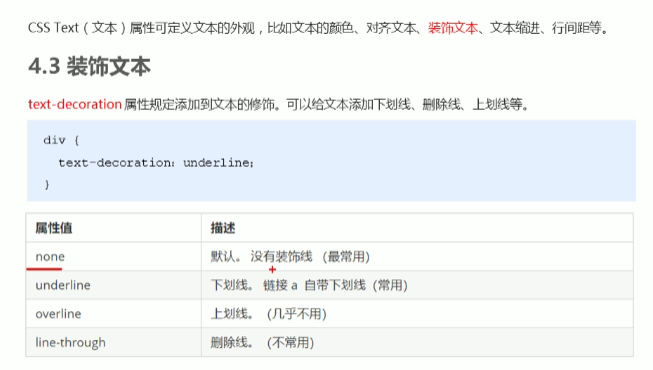 CSS Text（文本）属性可定义文本的外观，比如文本的颜色、对齐文本、装饰文本、文本缩进、行间距等。
4.3 装饰文本
text-decoration 属性规定添加到文本的修饰。可以给文本添加下划线、删除线、上划线等。
div {
text-decoration：underline；
}
属性值 描述
none 默认。没有装饰线 （最常用）
underline 下划线。 链接 a 自带下划线（常用）
overline 上划线。（几乎不用）
line-through 删除线。（不常用）